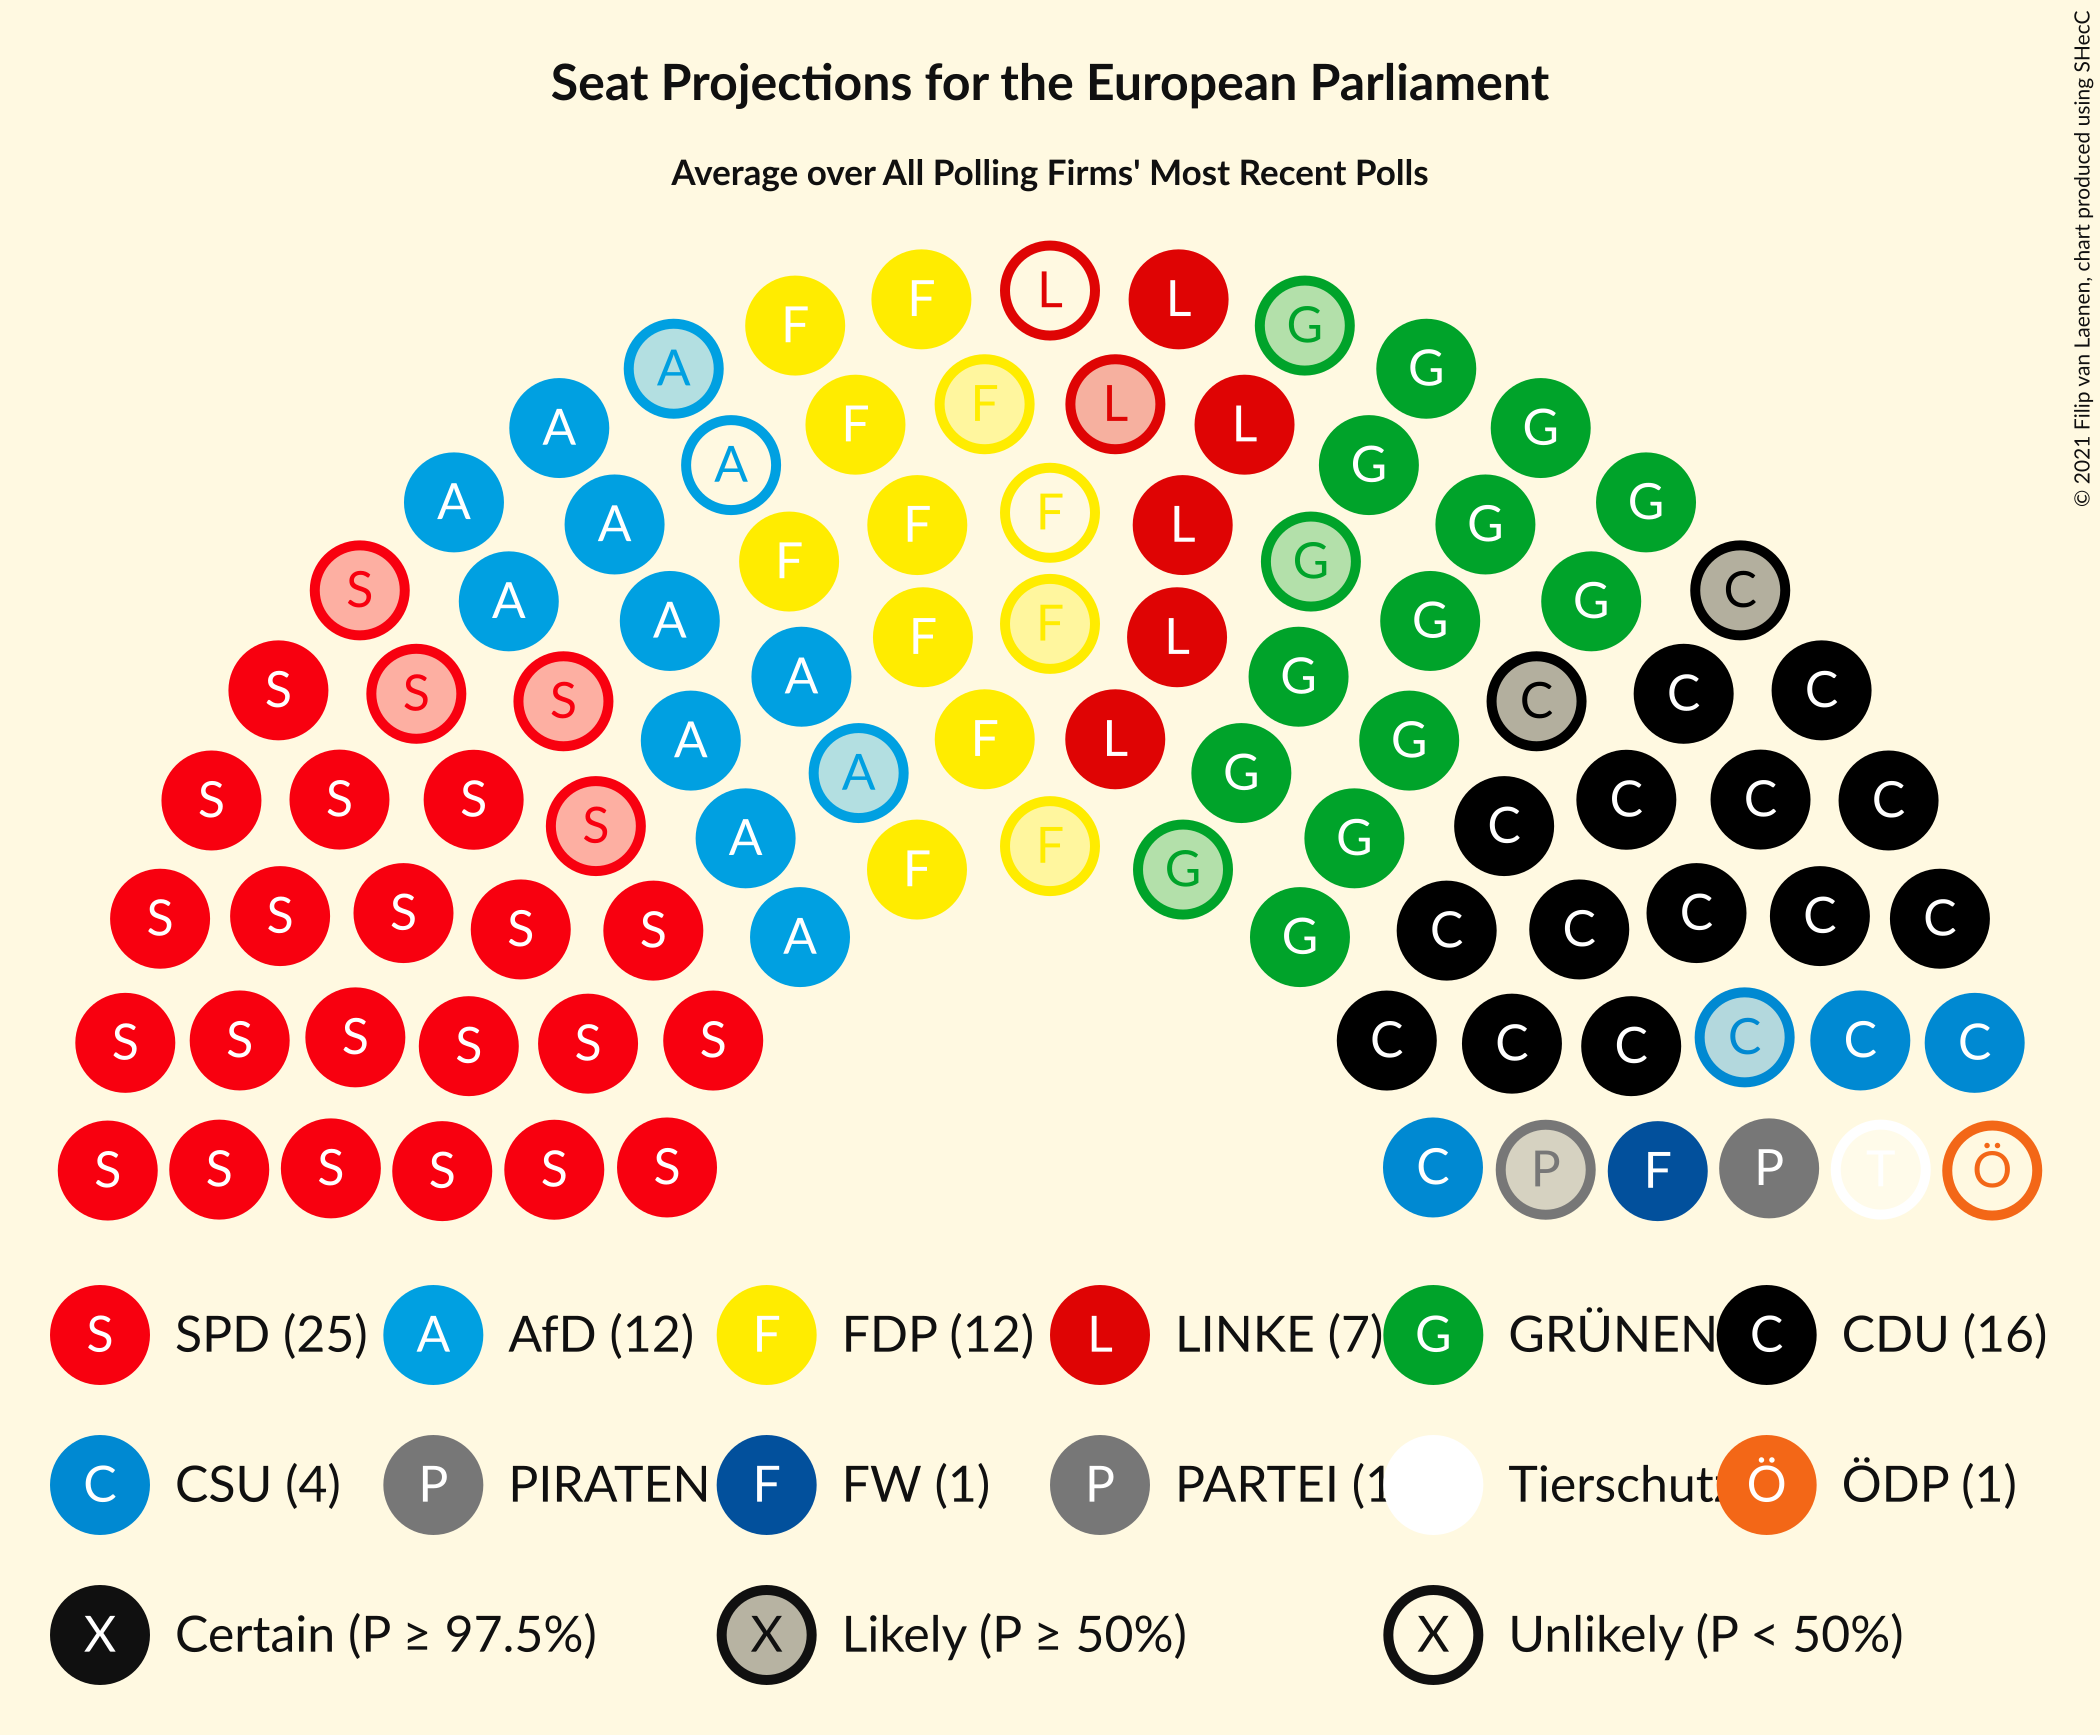 Seat Projections for the European Parliament
Average over All Polling Firms' Most Recent Polls
© 2021 Filip van Laenen, chart produced using SHecC
L
F L
F G
A G
F L
A F L G
A G
A F G
A F L G
A G
F G
A G
S C
A G
A G
F
A F L G
S C
S C
S C
A G
A F L G
A G
S C
S C
S C
S C
F
F G
S C
S C
S C
S C
S C
A G
S C
S C
S C
S C
S C
S C
S S S S S S C P F P T Ö
S SPD (25) A AfD (12) F FDP (12) L LINKE (7) G GRÜNEN C CDU (16)
C CSU (4) P PIRATEN F FW (1) P PARTEI (1 Tierschutz Ö ÖDP (1)
X Certain (P ≥ 97.5%) X Likely (P ≥ 50%) X Unlikely (P < 50%)